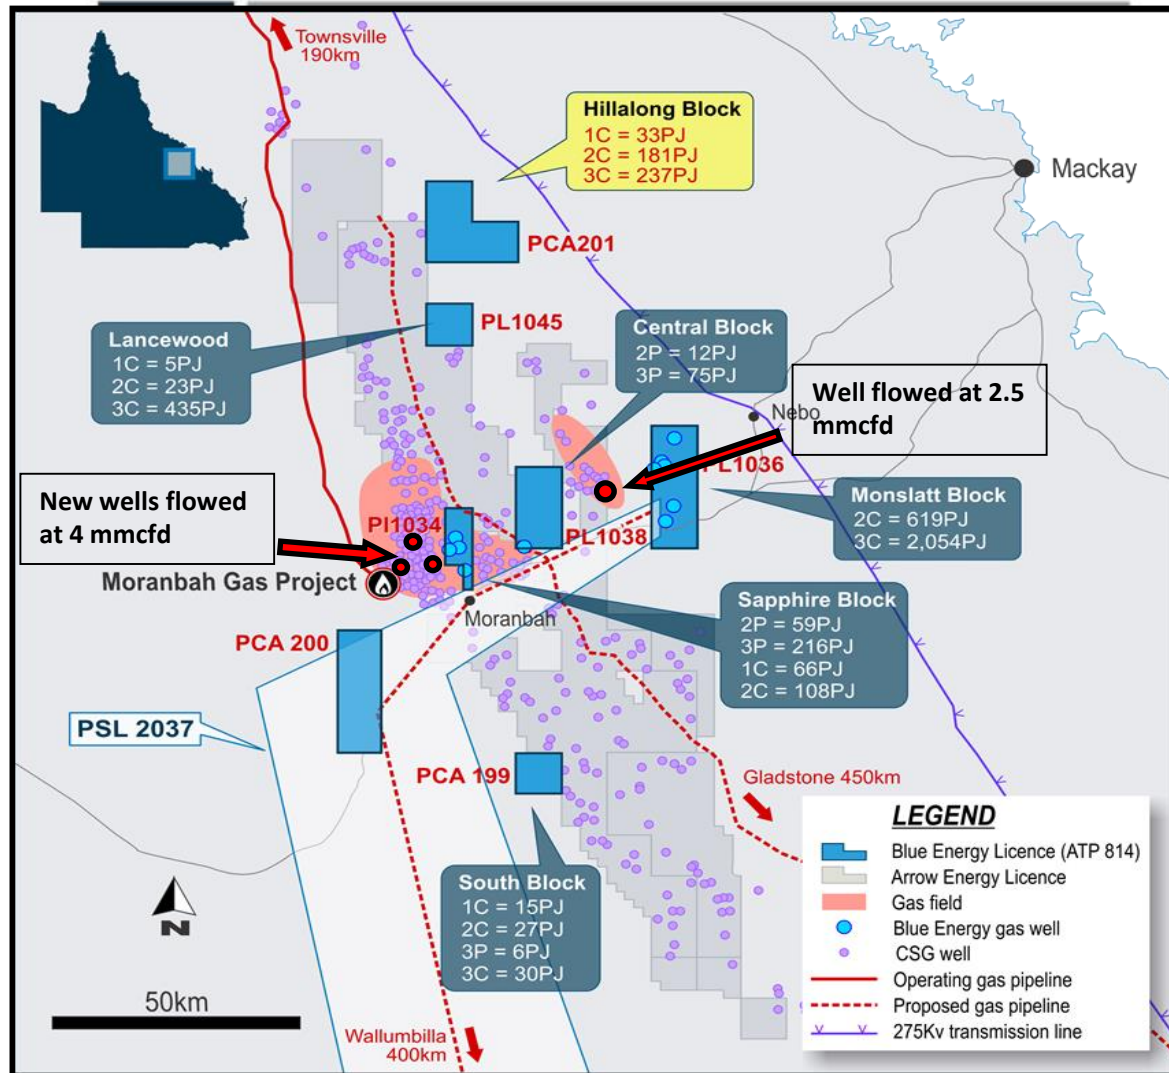 Townsville
190km
Hillalong Block
1C = 33PJ
2C = 181PJ
3C = 237PJ
Mackay
PCA201
Lancewood
1C = 5PJ
2C = 23PJ
3C = 435PJ
PL1045
Central Block
2P = 12PJ
3P = 75PJ
Well flowed at 2.5
mmcfd
Nebo
PL1036
New wells flowed
at 4 mmcfd
Pl1034
PL1038
Monslatt Block
2C = 619PJ
3C = 2,054PJ
Moranbah Gas Project
Moranbah
Sapphire Block
2P = 59PJ
3P = 216PJ
1C = 66PJ
2C = 108PJ
PCA 200
PSL 2037
PCA 199
Gladstone 450km
South Block
1C = 15PJ
2C = 27PJ
3P = 6PJ
3C = 30PJ
N
50km
Wallumbilla
400km
LEGEND
Blue Energy Licence (ATP 814)
Arrow Energy Licence
Gas field
Blue Energy gas well
CSG well
Operating gas pipeline
Proposed gas pipeline
275Kv transmission line